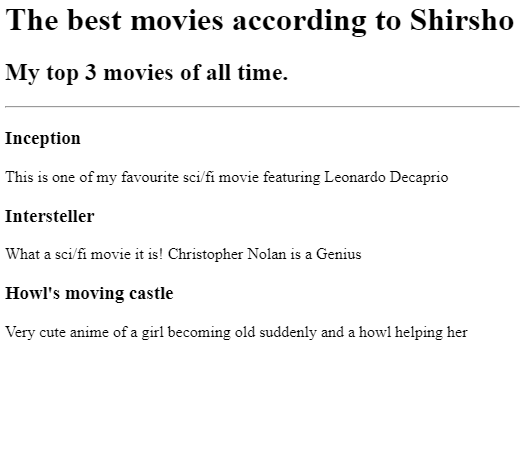 The best movies according to Shirsho
My top 3 movies of all time.
Inception
This is one of my favourite sci/fi movie featuring Leonardo Decaprio
Intersteller
What a sci/fi movie it is! Christopher Nolan is a Genius
Howl's moving castle
Very cute anime of a girl becoming old suddenly and a howl helping her